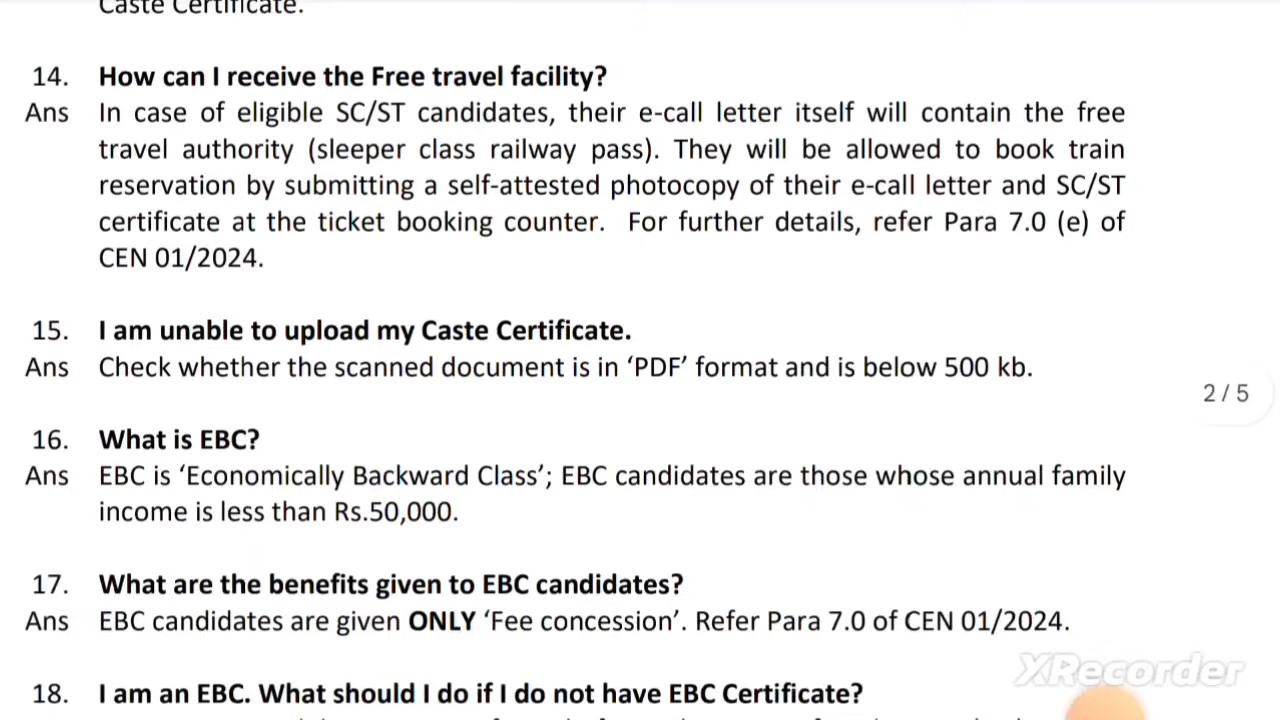 Caste Certificate.
14. How can I receive the Free travel facility?
Ans In case of eligible SC/ST candidates, their e-call letter itself will contain the free
travel authority (sleeper class railway pass). They will be allowed to book train
reservation by submitting a self-attested photocopy of their e-call letter and SC/ST
certificate at the ticket booking counter. For further details, refer Para 7.0 (e) of
CEN 01/2024.
15. I am unable to upload my Caste Certificate.
Ans Check whether the scanned document is in ‘PDF’ format and is below 500 kb.
2 / 5
16. What is EBC?
Ans EBC is ‘Economically Backward Class’; EBC candidates are those whose annual family
income is less than Rs.50,000.
17. What are the benefits given to EBC candidates?
Ans EBC candidates are given ONLY ‘Fee concession’. Refer Para 7.0 of CEN 01/2024.
XRecorder
18. I am an EBC. What should I do if I do not have EBC Certificate?